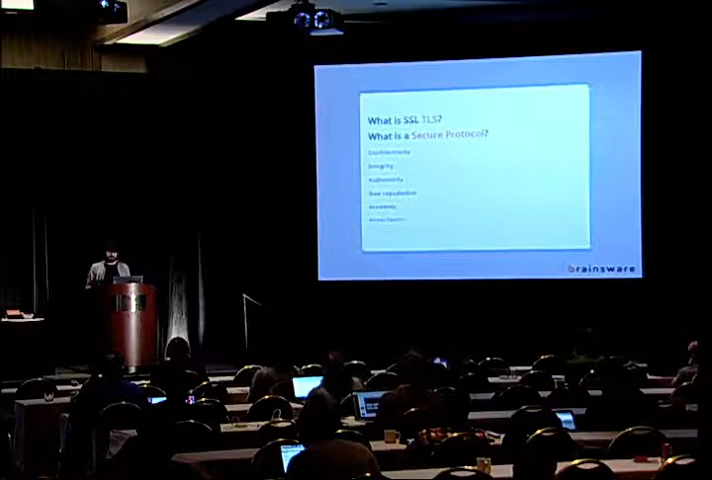 What is SSL TLS?
What is a Secure Protocol?
Confidentiality
Integrity
Authenticity
Non repudiation
brainsware